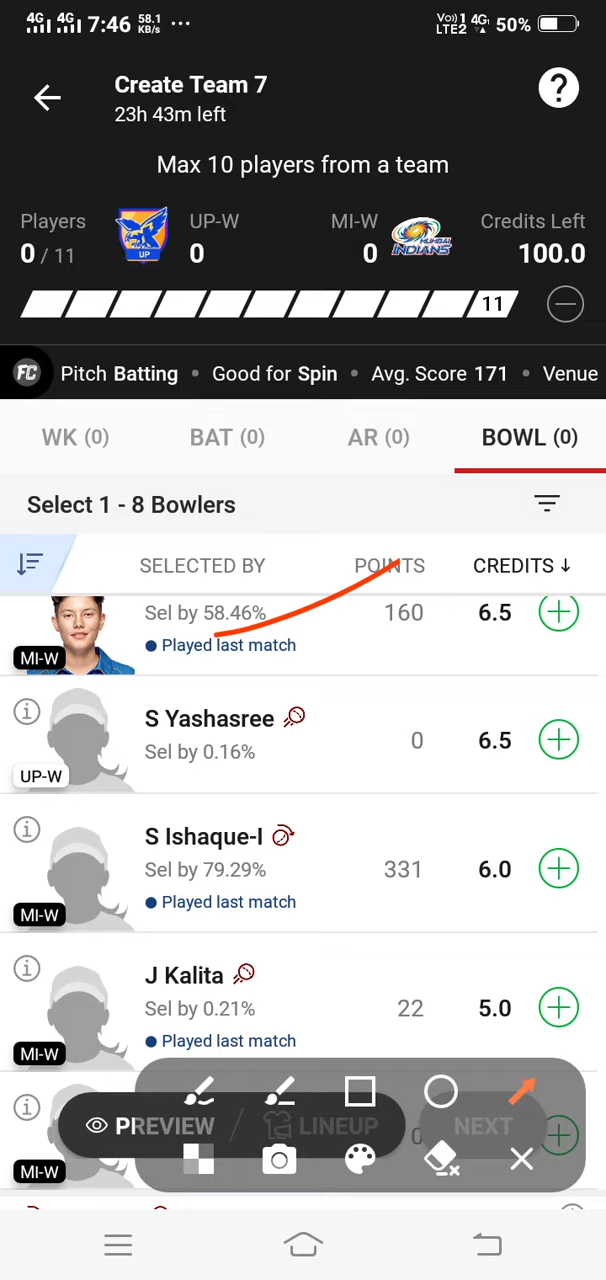 4G 4G 7:46 58.1 KB/s ... Vo)) 1 LTE2 4G 50%
Create Team 7
23h 43m left
?
Max 10 players from a team
Players UP-W MI-W Credits Left
0 / 11 UP 0 0 MUMBAI INDIANS 100.0
11
FC Pitch Batting • Good for Spin • Avg. Score 171 • Venue
WK (0) BAT (0) AR (0) BOWL (0)
Select 1 - 8 Bowlers
SELECTED BY POINTS CREDITS ↓
Sel by 58.46% 160 6.5
MI-W Played last match
S Yashasree
Sel by 0.16% 0 6.5
UP-W
S Ishaque-I
Sel by 79.29% 331 6.0
MI-W Played last match
J Kalita
Sel by 0.21% 22 5.0
MI-W Played last match
PREVIEW / LINEUP 0 NEXT
MI-W